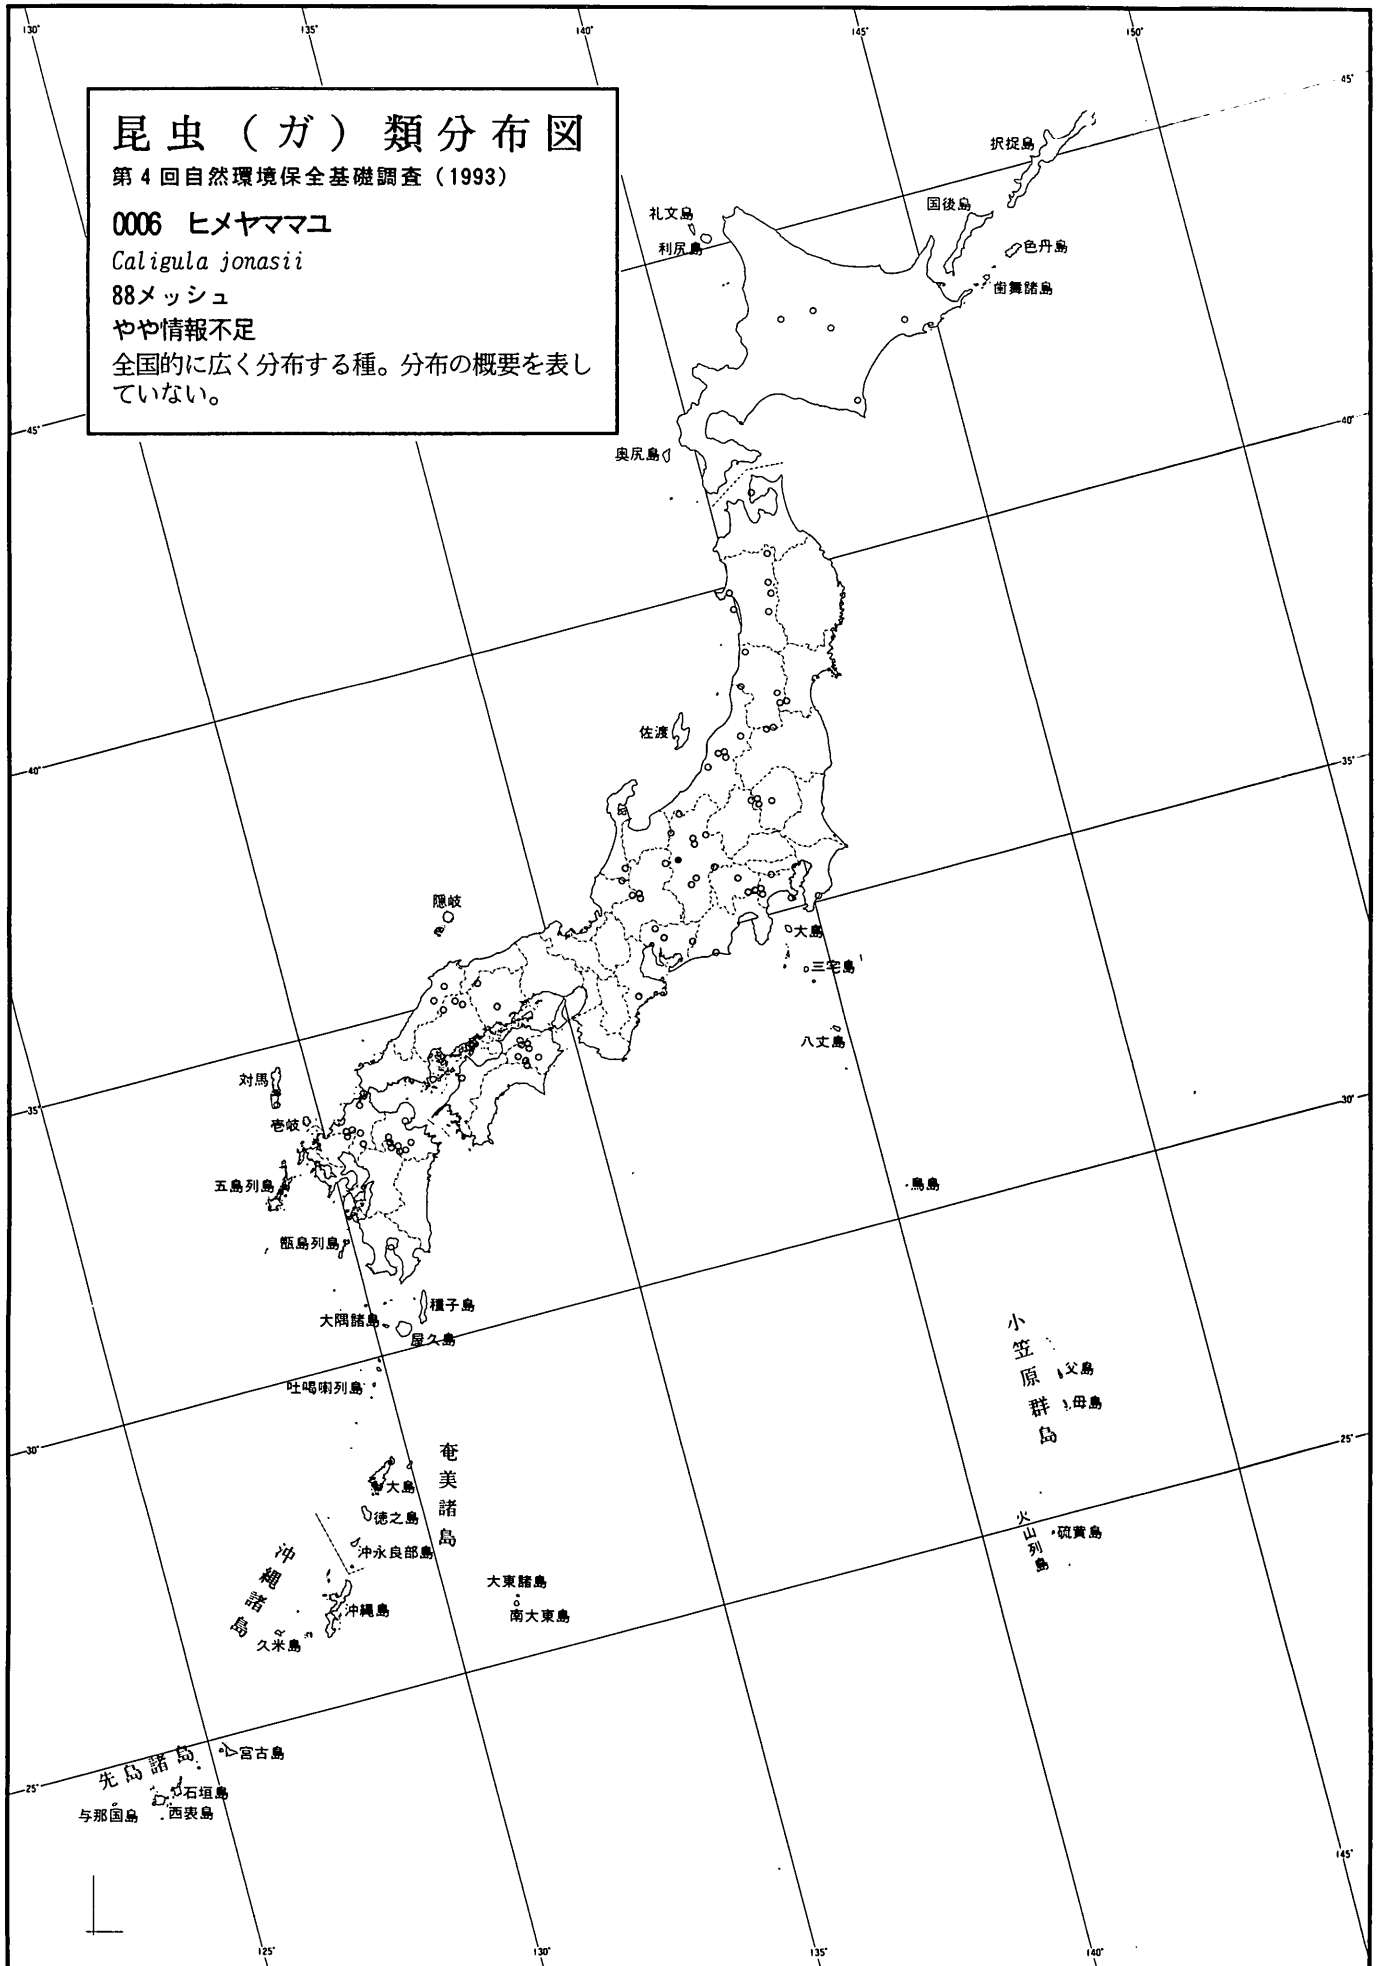 130°
135°
140°
145°
150°
45°
昆虫（ガ）類分布図
第4回自然環境保全基礎調査（1993）
0006 ヒメヤママユ
Caligula jonasii
88メッシュ
やや情報不足
全国的に広く分布する種。分布の概要を表し
ていない。
択捉島
国後島
色丹島
歯舞諸島
礼文島
利尻島
45°
40°
奥尻島
佐渡
40°
35°
隠岐
大島
三宅島
八丈島
対馬
35°
壱岐
30°
五島列島
鳥島
甑島列島
種子島
大隅諸島
屋久島
吐噶喇列島
小笠原群島
父島
母島
30°
25°
奄美諸島
大島
徳之島
沖永良部島
火山列島
硫黄島
沖縄諸島
沖縄島
久米島
大東諸島
南大東島
先島諸島
宮古島
石垣島
西表島
与那国島
25°
145°
125°
130°
135°
140°